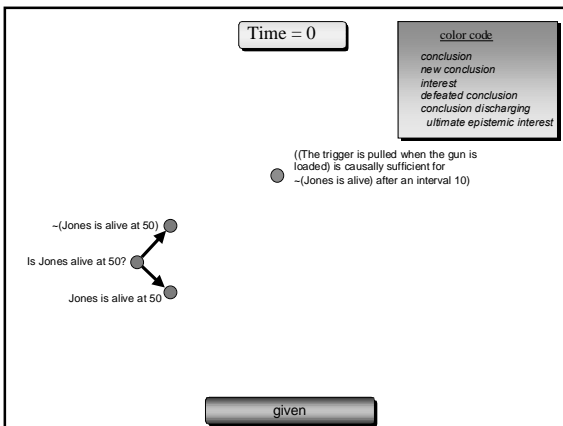 Time = 0
color code
conclusion
new conclusion
interest
defeated conclusion
conclusion discharging
ultimate epistemic interest
((The trigger is pulled when the gun is
loaded) is causally sufficient for
~(Jones is alive) after an interval 10)
~(Jones is alive at 50)
Is Jones alive at 50?
Jones is alive at 50
given